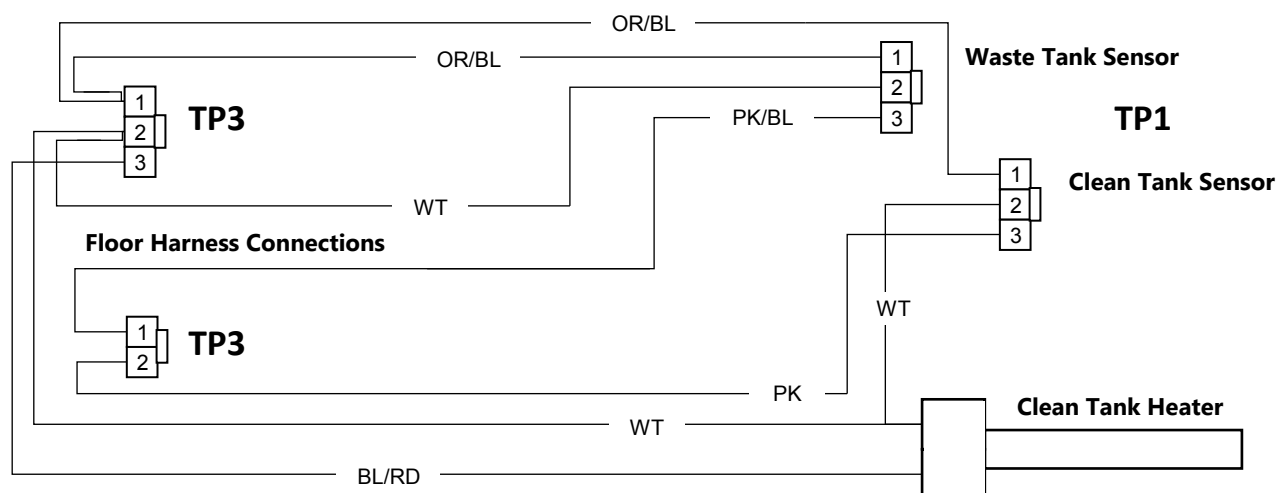 OR/BL
OR/BL
1
2
3
TP3
1
2
3
Waste Tank Sensor
TP1
PK/BL
1
2
3
Clean Tank Sensor
WT
Floor Harness Connections
WT
1
2
TP3
PK
WT
Clean Tank Heater
BL/RD